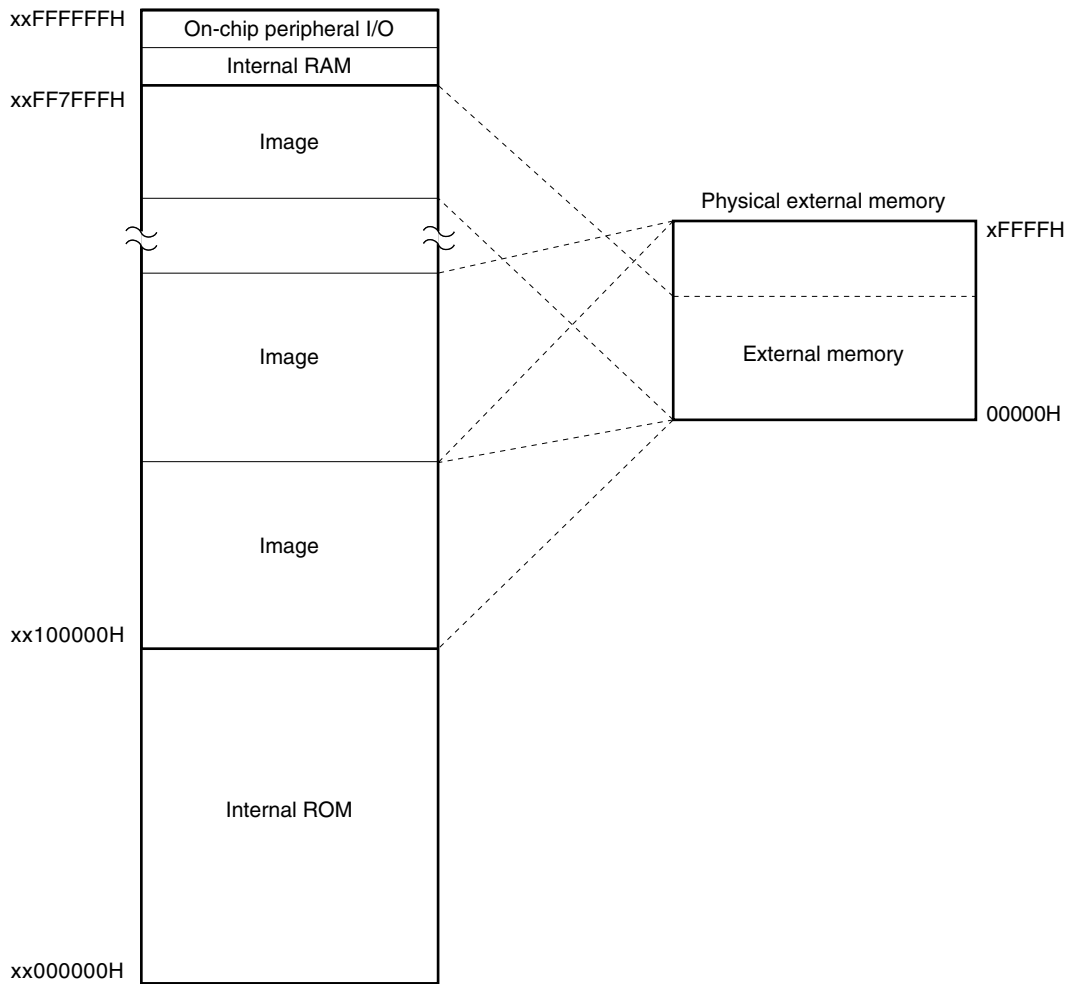 xxFFFFFFH
On-chip peripheral I/O
Internal RAM
xxFF7FFFH
Image
Physical external memory
xFFFFH
Image
External memory
00000H
Image
xx100000H
Internal ROM
xx000000H